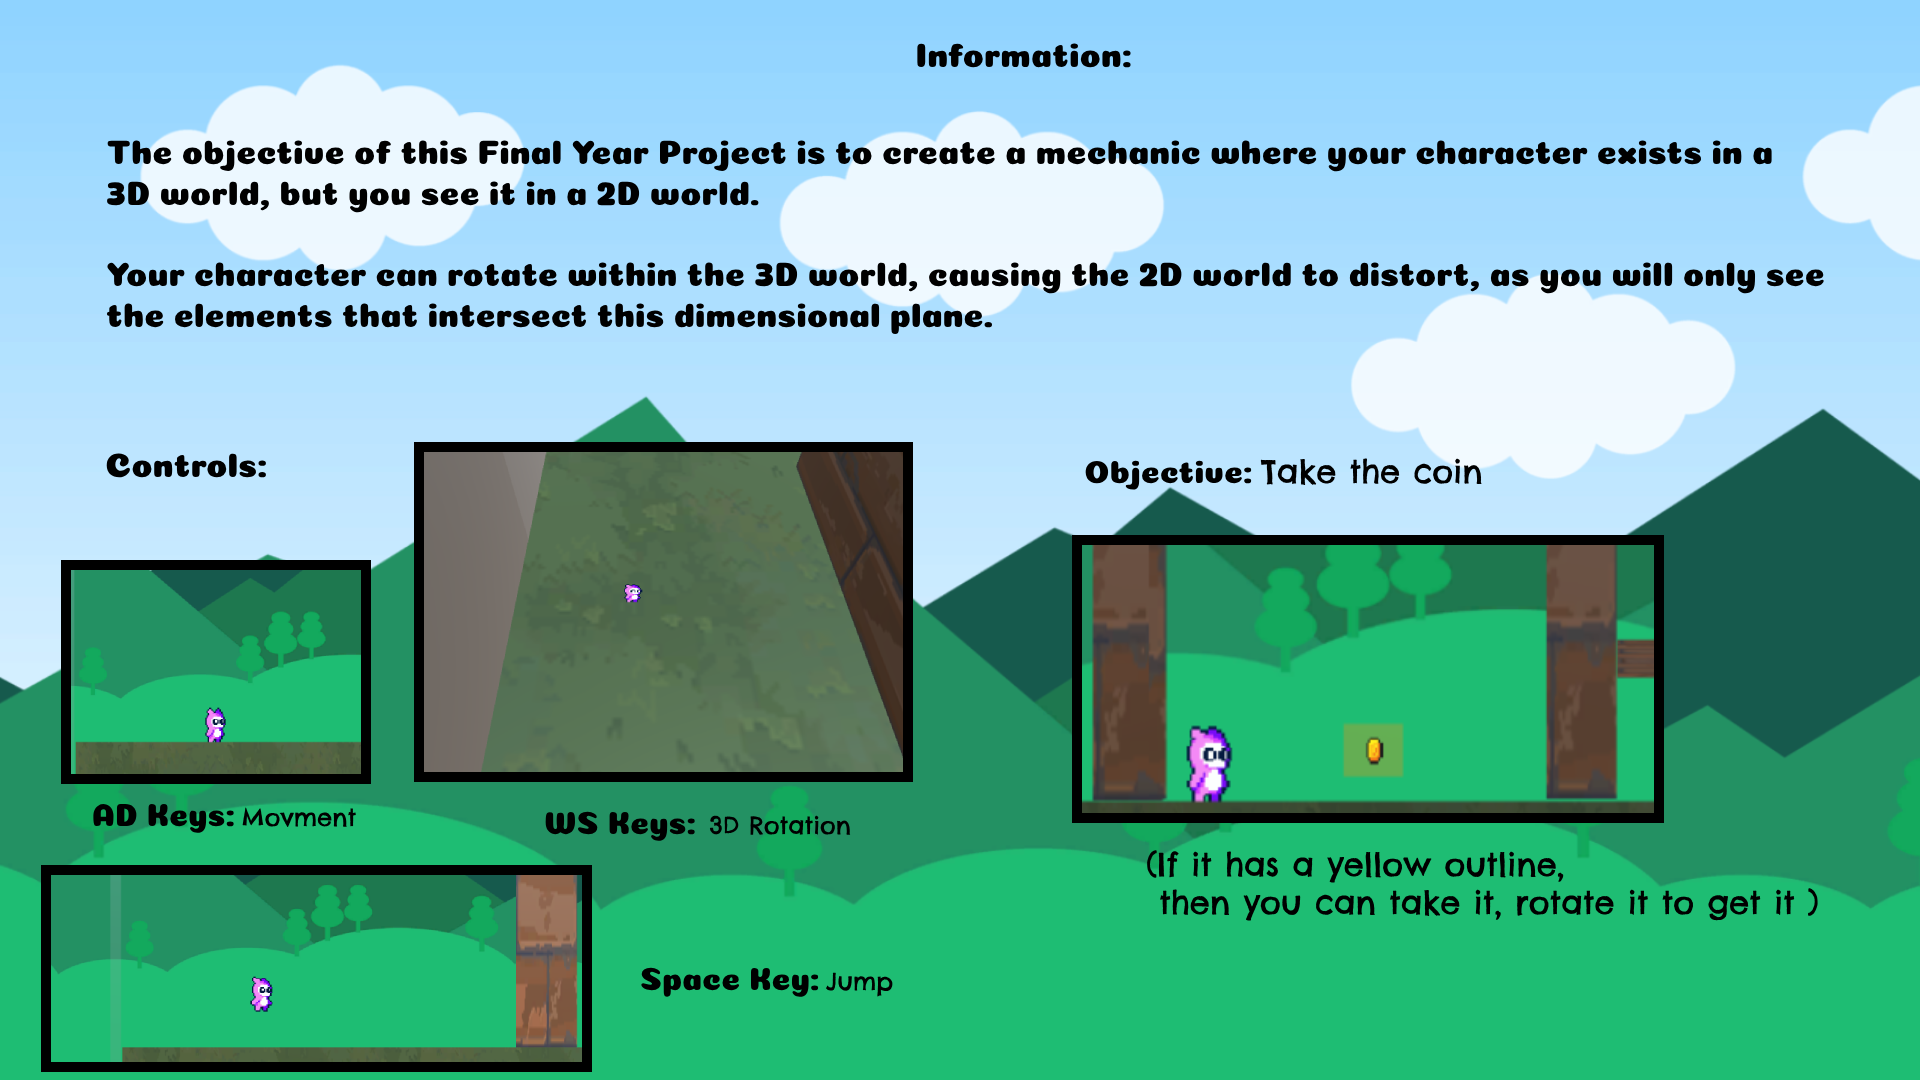 Information:
The objective of this Final Year Project is to create a mechanic where your character exists in a
3D world, but you see it in a 2D world.
Your character can rotate within the 3D world, causing the 2D world to distort, as you will only see
the elements that intersect this dimensional plane.
Controls:
Objective: Take the coin
AD Keys: Movment
WS Keys: 3D Rotation
(If it has a yellow outline,
then you can take it, rotate it to get it )
Space Key: Jump